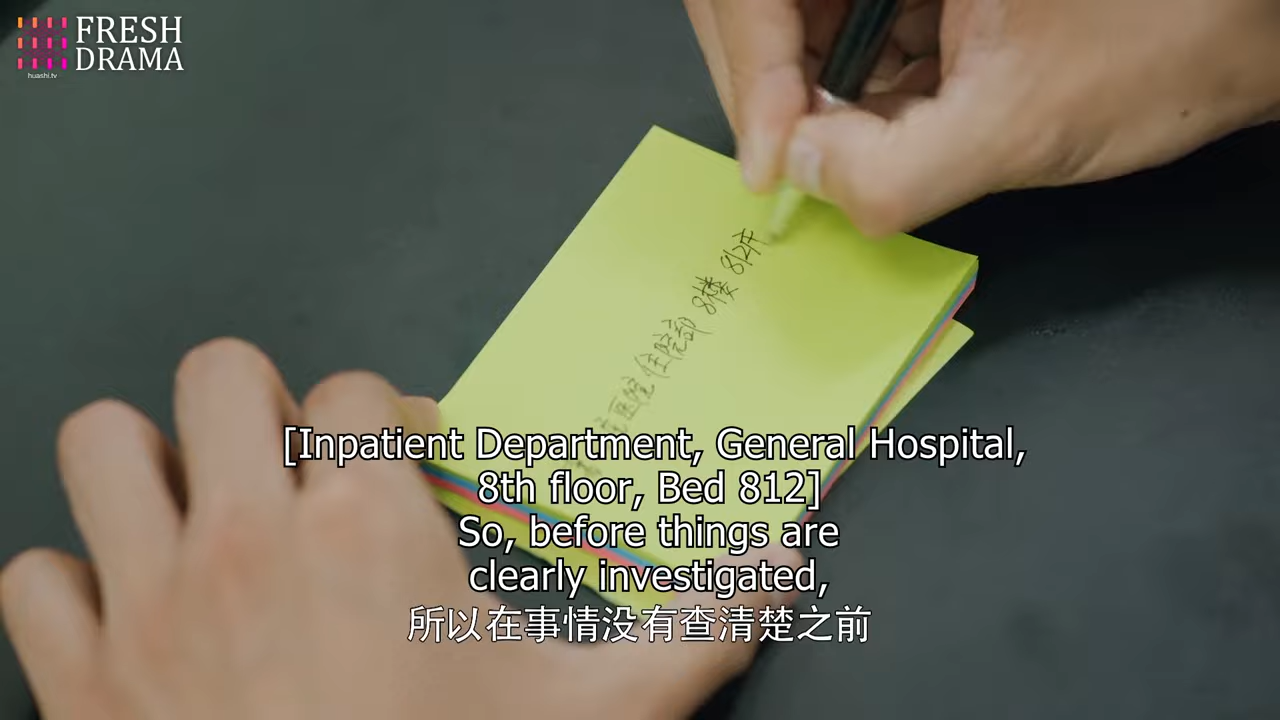 FRESH
DRAMA
huashi.tv
医院 住院部 8楼 812床
[Inpatient Department, General Hospital,
8th floor, Bed 812]
So, before things are
clearly investigated,
所以在事情没有查清楚之前